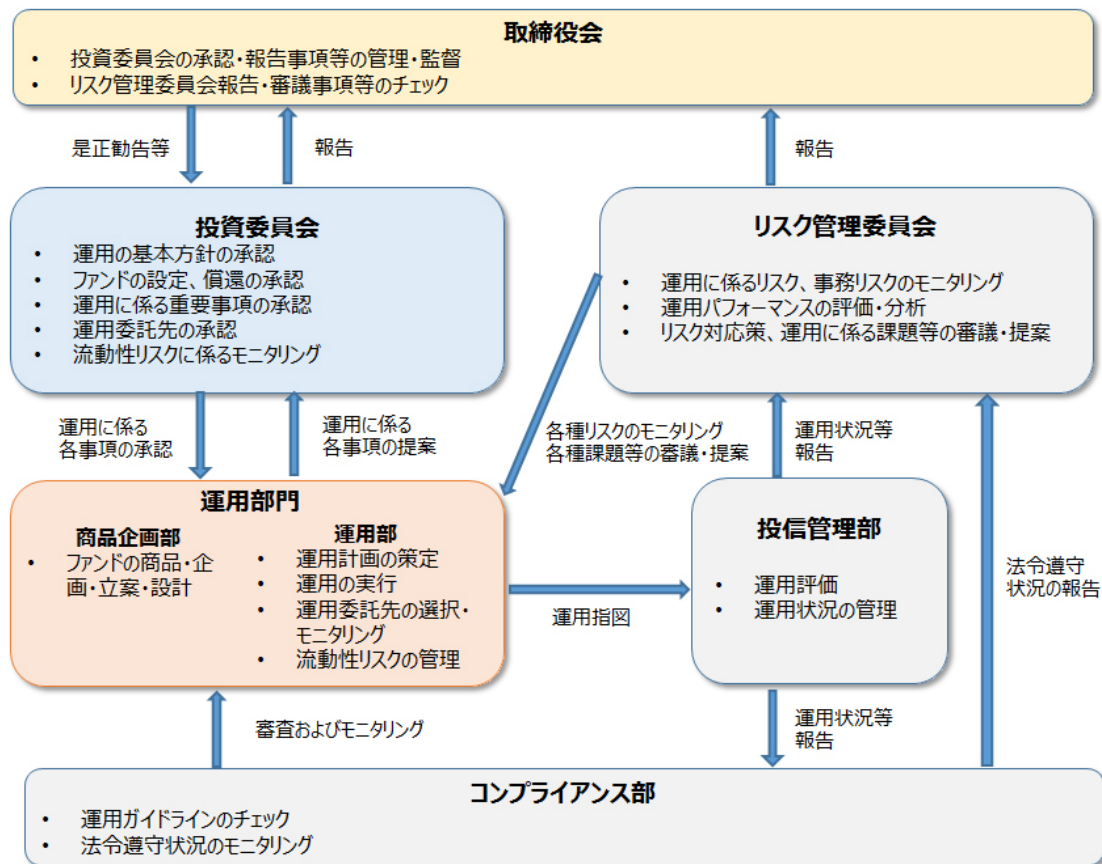 取締役会
• 投資委員会の承認・報告事項等の管理・監督
• リスク管理委員会報告・審議事項等のチェック
是正勧告等
報告
報告
投資委員会
• 運用の基本方針の承認
• ファンドの設定、償還の承認
• 運用に係る重要事項の承認
• 運用委託先の承認
• 流動性リスクに係るモニタリング
リスク管理委員会
• 運用に係るリスク、事務リスクのモニタリング
• 運用パフォーマンスの評価・分析
• リスク対応策、運用に係る課題等の審議・提案
運用に係る
各事項の承認
運用に係る
各事項の提案
各種リスクのモニタリング
各種課題等の審議・提案
運用状況等
報告
運用部門
商品企画部
• ファンドの商品・企
画・立案・設計
運用部
• 運用計画の策定
• 運用の実行
• 運用委託先の選択・
モニタリング
• 流動性リスクの管理
運用指図
投信管理部
• 運用評価
• 運用状況の管理
法令遵守
状況の報告
審査およびモニタリング
運用状況等
報告
コンプライアンス部
• 運用ガイドラインのチェック
• 法令遵守状況のモニタリング